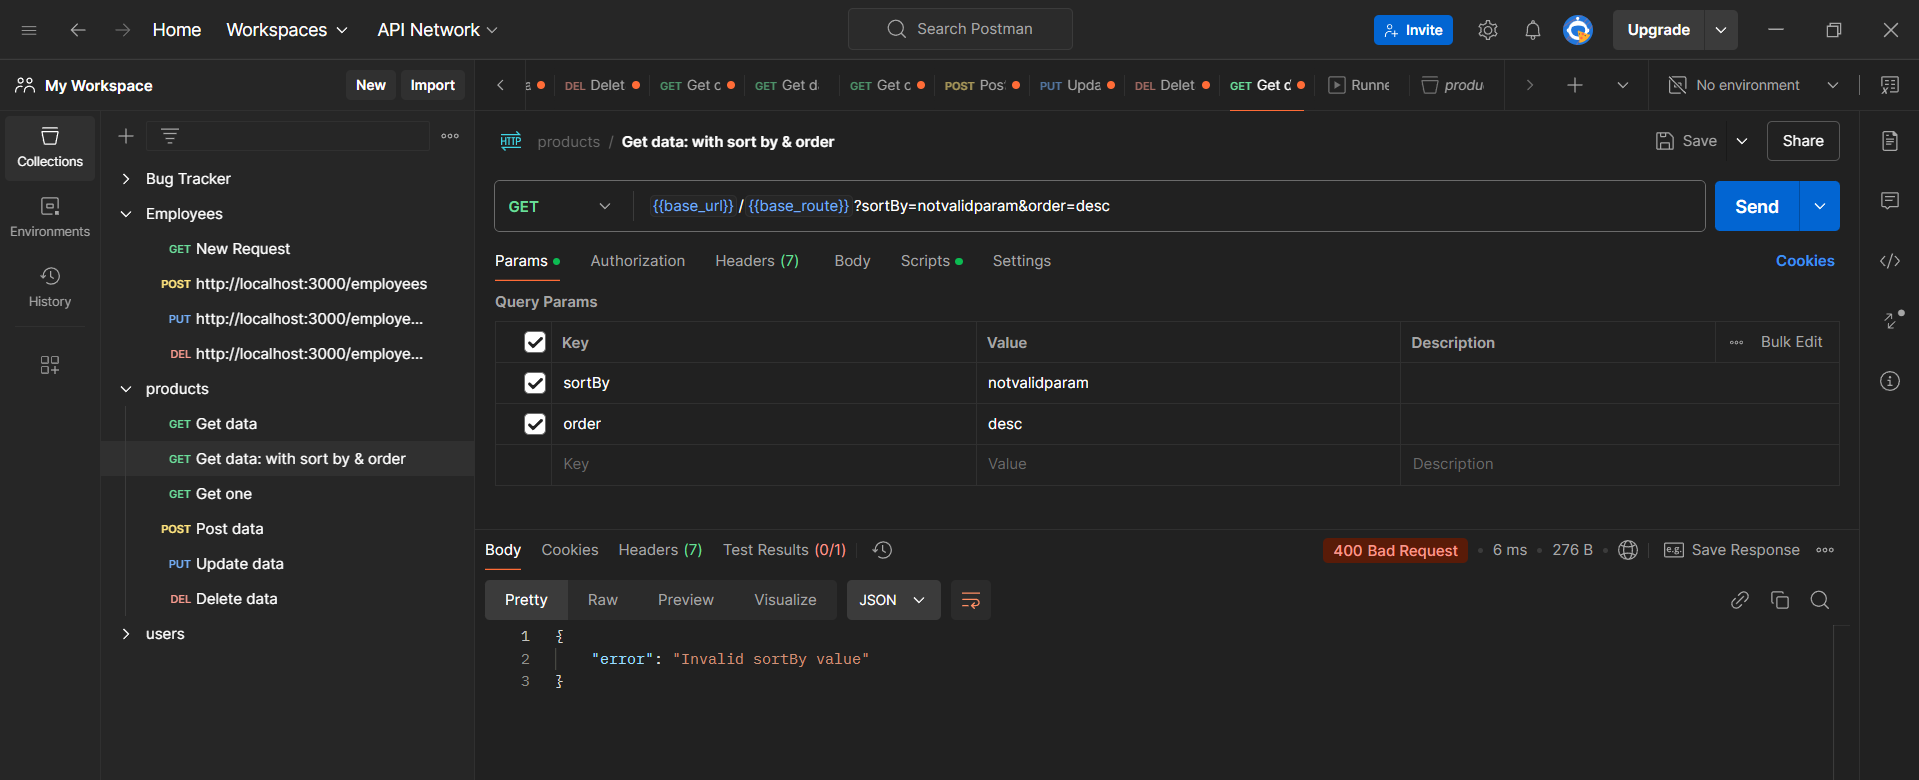 Home Workspaces API Network Search Postman Invite Upgrade
My Workspace New Import
DEL Delet GET Get c GET Get d GET Get c POST Pos PUT Upda DEL Delet GET Get d Runne produ No environment
Collections
Environments
History
Bug Tracker
Employees
GET New Request
POST http://localhost:3000/employees
PUT http://localhost:3000/employe...
DEL http://localhost:3000/employe...
products
GET Get data
GET Get data: with sort by & order
GET Get one
POST Post data
PUT Update data
DEL Delete data
users
HTTP products / Get data: with sort by & order Save Share
GET {{base_url}} / {{base_route}} ?sortBy=notvalidparam&order=desc Send
Params Authorization Headers (7) Body Scripts Settings Cookies
Query Params
Key Value Description Bulk Edit
sortBy notvalidparam
order desc
Key Value Description
Body Cookies Headers (7) Test Results (0/1) 400 Bad Request 6 ms 276 B e.g. Save Response
Pretty Raw Preview Visualize JSON
1 {
2 "error": "Invalid sortBy value"
3 }